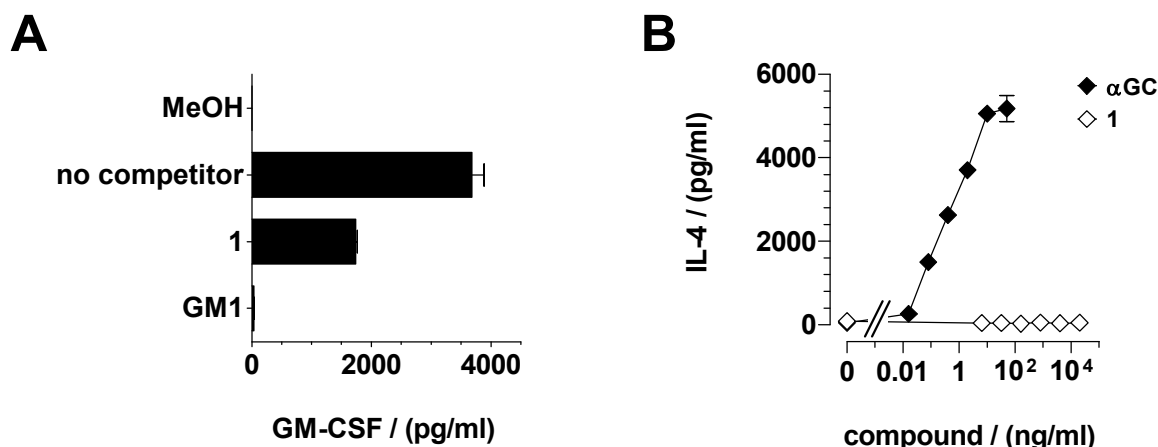 A
MeOH
no competitor
1
GM1
0 2000 4000
GM-CSF / (pg/ml)
B
6000
4000
2000
0
IL-4 / (pg/ml)
αGC
1
0 0.01 1 10² 10⁴
compound / (ng/ml)